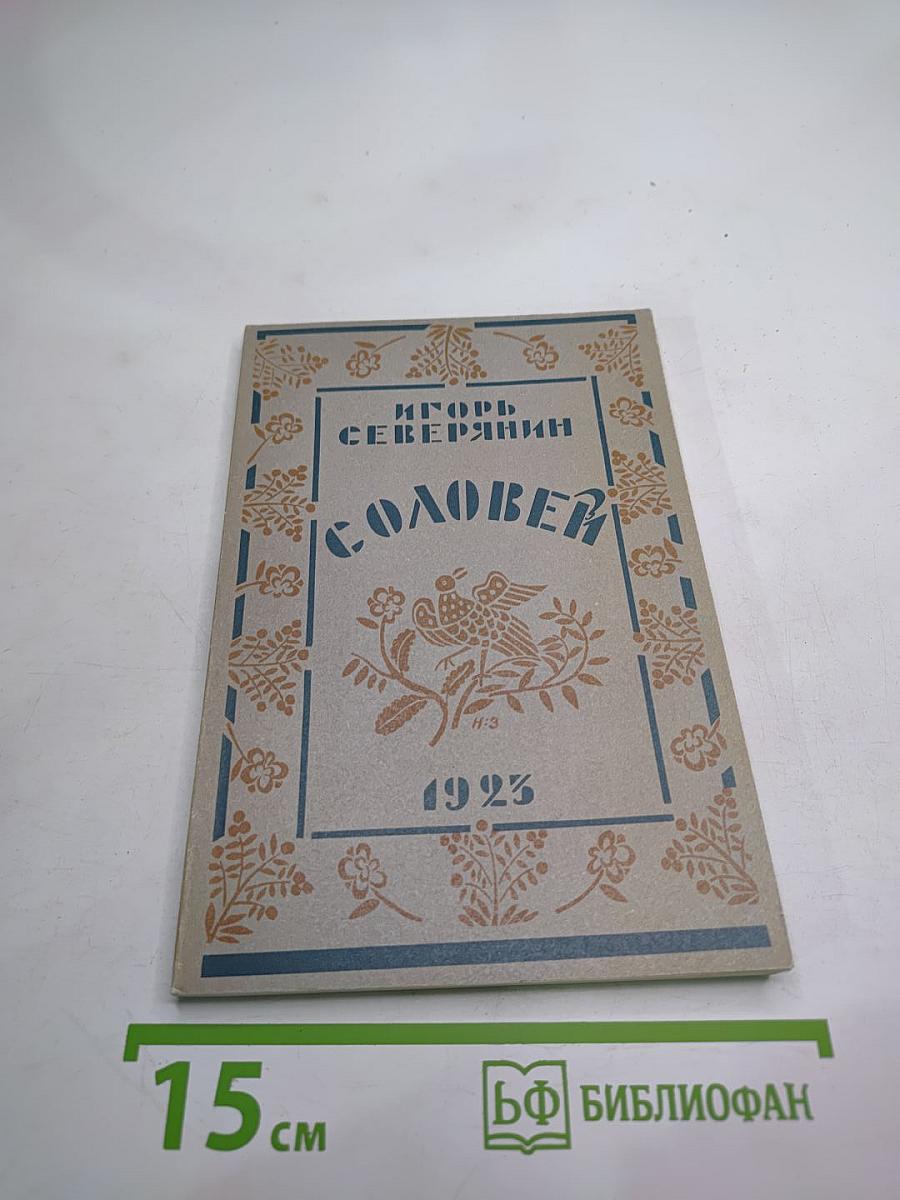 ИГОРЬ
СЕВЕРЯНИН
СОЛОВЕЙ
Н:З
1923
15 см
БФ БИБЛИОФАН